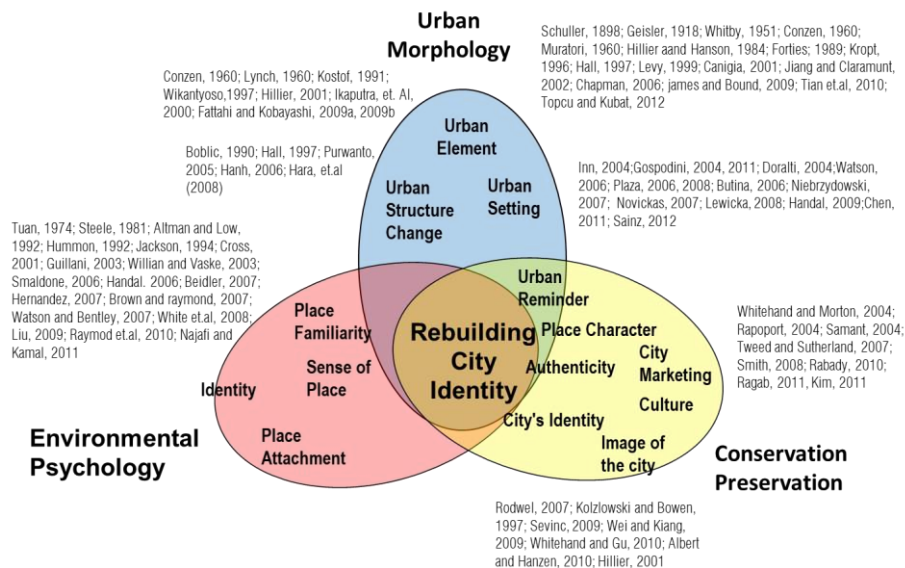 Urban
Morphology
Schuller, 1898; Geisler, 1918; Whitby, 1951; Conzen, 1960;
Muratori, 1960; Hillier and Hanson, 1984; Forties; 1989; Kropt,
1996; Hall, 1997; Levy, 1999; Canigia, 2001; Jiang and Claramunt,
2002; Chapman, 2006; james and Bound, 2009; Tian et.al, 2010;
Topcu and Kubat, 2012
Conzen, 1960; Lynch, 1960; Kostof, 1991;
Wikantyoso,1997; Hillier, 2001; Ikaputra, et. Al,
2000; Fattahi and Kobayashi, 2009a, 2009b
Boblic, 1990; Hall, 1997; Purwanto,
2005; Hanh, 2006; Hara, et.al
(2008)
Urban
Element
Urban
Structure
Change
Urban
Setting
Inn, 2004;Gospodini, 2004, 2011; Doralti, 2004;Watson,
2006; Plaza, 2006, 2008; Butina, 2006; Niebrzydowski,
2007; Novickas, 2007; Lewicka, 2008; Handal, 2009;Chen,
2011; Sainz, 2012
Tuan, 1974; Steele, 1981; Altman and Low,
1992; Hummon, 1992; Jackson, 1994; Cross,
2001; Guillani, 2003; Willian and Vaske, 2003;
Smaldone, 2006; Handal. 2006; Beidler, 2007;
Hernandez, 2007; Brown and raymond, 2007;
Watson and Bentley, 2007; White et.al, 2008;
Liu, 2009; Raymod et.al, 2010; Najafi and
Kamal, 2011
Urban
Reminder
Place
Familiarity
Sense of
Place
Identity
Place
Attachment
Rebuilding
City
Identity
Place Character
Authenticity
City
Marketing
Culture
City's Identity
Image of
the city
Whitehand and Morton, 2004;
Rapoport, 2004; Samant, 2004;
Tweed and Sutherland, 2007;
Smith, 2008; Rabady, 2010;
Ragab, 2011, Kim, 2011
Environmental
Psychology
Conservation
Preservation
Rodwel, 2007; Kolzlowski and Bowen,
1997; Sevinc, 2009; Wei and Kiang,
2009; Whitehand and Gu, 2010; Albert
and Hanzen, 2010; Hillier, 2001